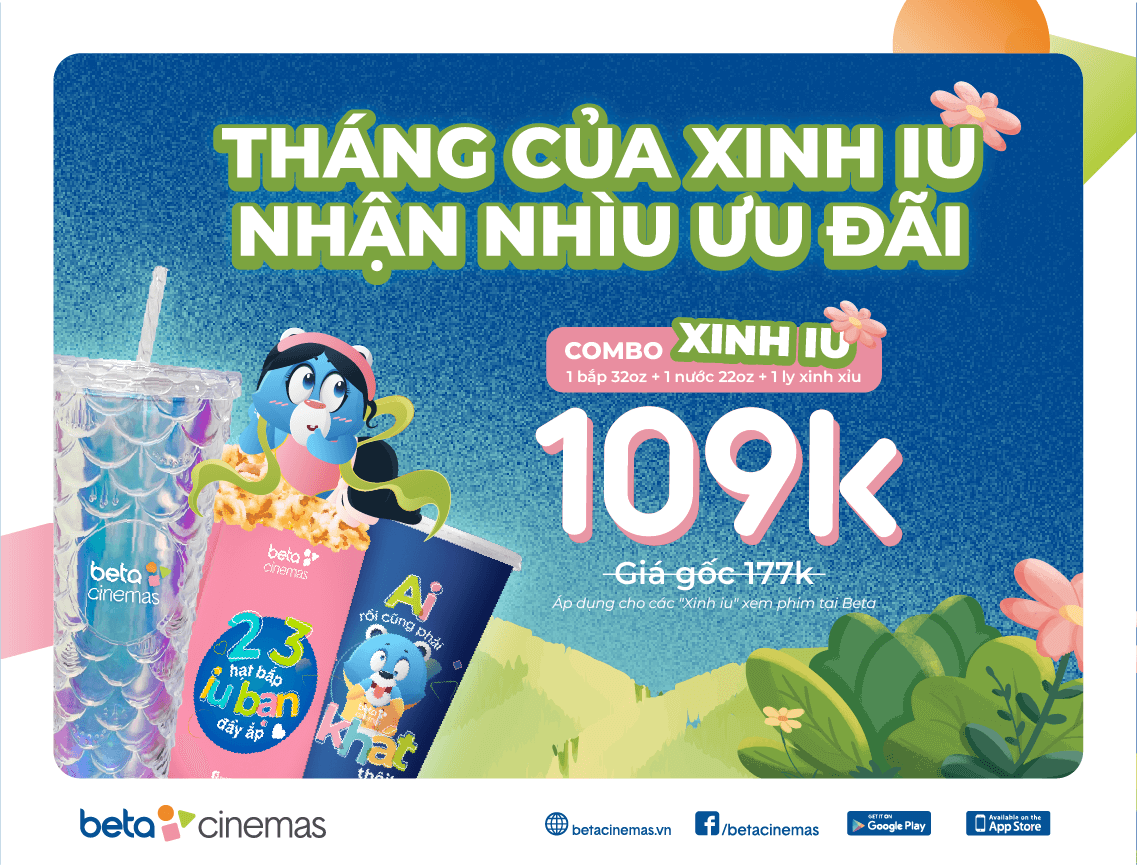 THÁNG CỦA XINH IU
NHẬN NHÌU ƯU ĐÃI
COMBO XINH IU
1 bắp 32oz + 1 nước 22oz + 1 ly xinh xỉu
109k
Giá gốc 177k
Áp dụng cho các "Xinh iu" xem phim tại Beta
beta
cinemas
beta
cinemas
2 3
hạt bắp
iu bạn
đầy ắp
Ai
rồi cũng phải
khát
beta cinemas
betacinemas.vn
/betacinemas
GET IT ON
Google Play
Available on the
App Store